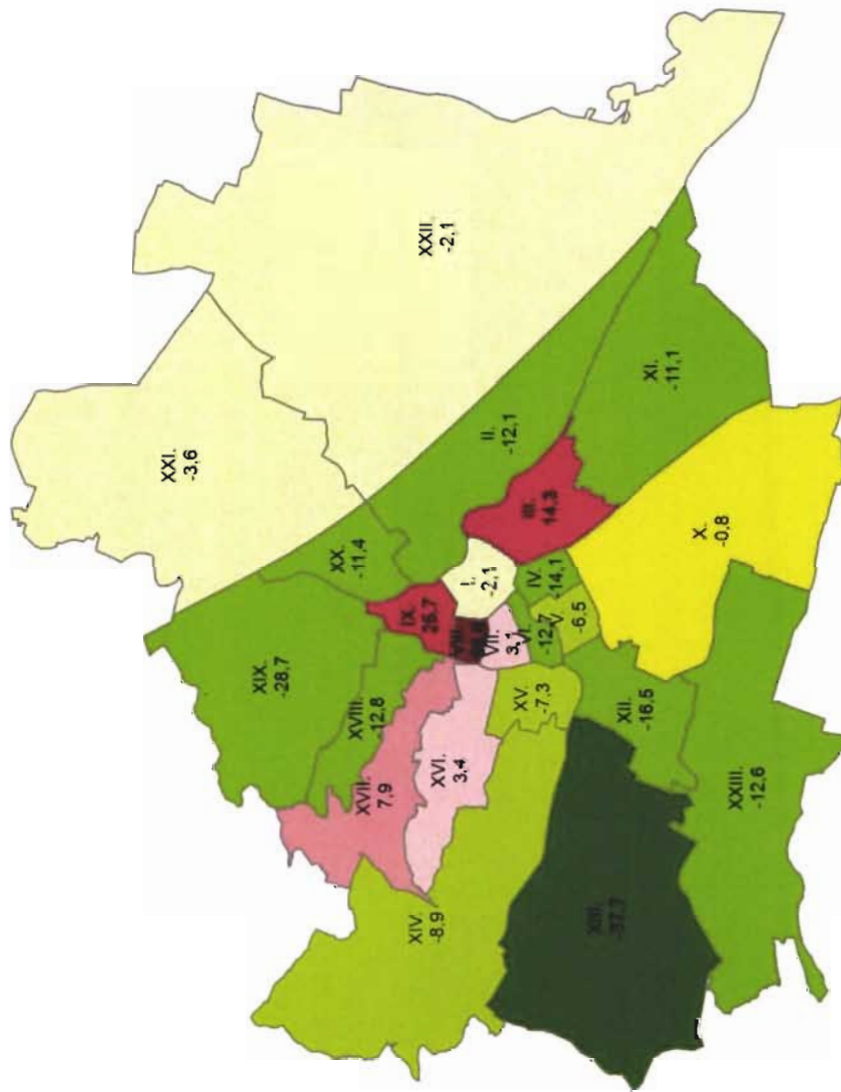 XXI.
-3,6
XXII.
-2,1
XX.
-11,4
XIX.
-28,7
II.
-12,1
XVIII.
-12,8
IX.
25,7
I.
-2,1
III.
14,3
XI.
-11,1
XVII.
7,9
XVI.
3,4
VII.
3,1
VI.
-12,7
IV.
-14,1
V.
-6,5
X.
-0,8
XIV.
-8,9
XV.
-7,3
XII.
-16,5
XIII.
-37,7
XXIII.
-12,6